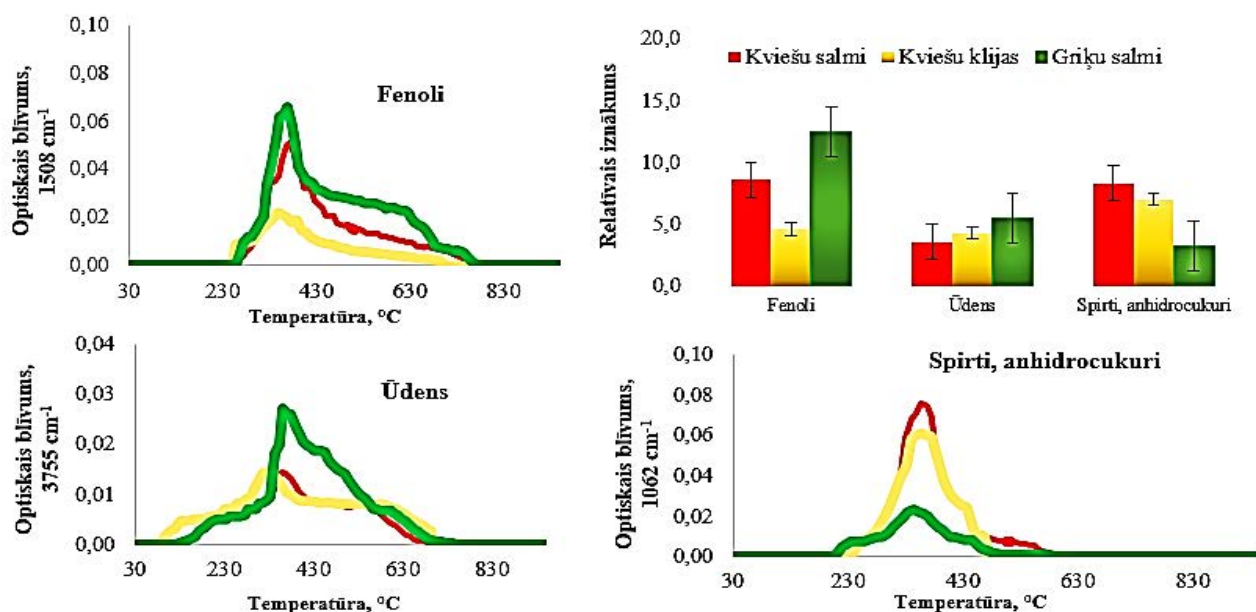 0,10
0,08
0,06
0,04
0,02
0,00
Optiskais blīvums,
1508 cm⁻¹
Fenoli
30 230 430 630 830
Temperatūra, °C
20,0
15,0
10,0
5,0
0,0
Relatīvais iznākums
Kviešu salmi Kviešu klijas Griķu salmi
Fenoli Ūdens Spirti, anhidrocukuri
0,04
0,03
0,02
0,01
0,00
Optiskais blīvums,
3755 cm⁻¹
Ūdens
30 230 430 630 830
Temperatūra, °C
0,10
0,08
0,06
0,04
0,02
0,00
Optiskais blīvums,
1062 cm⁻¹
Spirti, anhidrocukuri
30 230 430 630 830
Temperatūra, °C